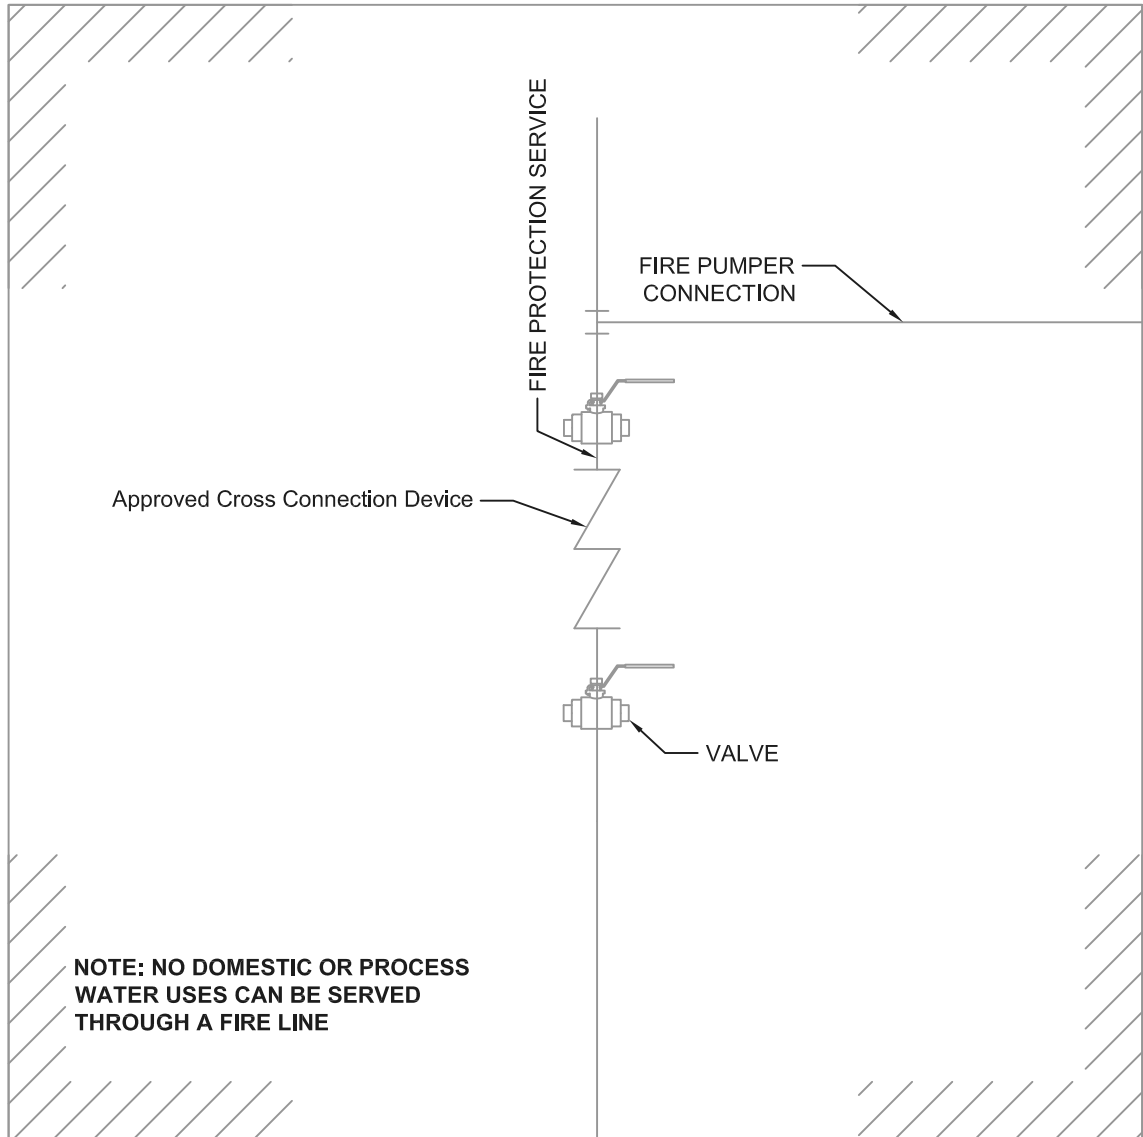 FIRE PROTECTION SERVICE
FIRE PUMPER
CONNECTION
Approved Cross Connection Device
VALVE
NOTE: NO DOMESTIC OR PROCESS
WATER USES CAN BE SERVED
THROUGH A FIRE LINE